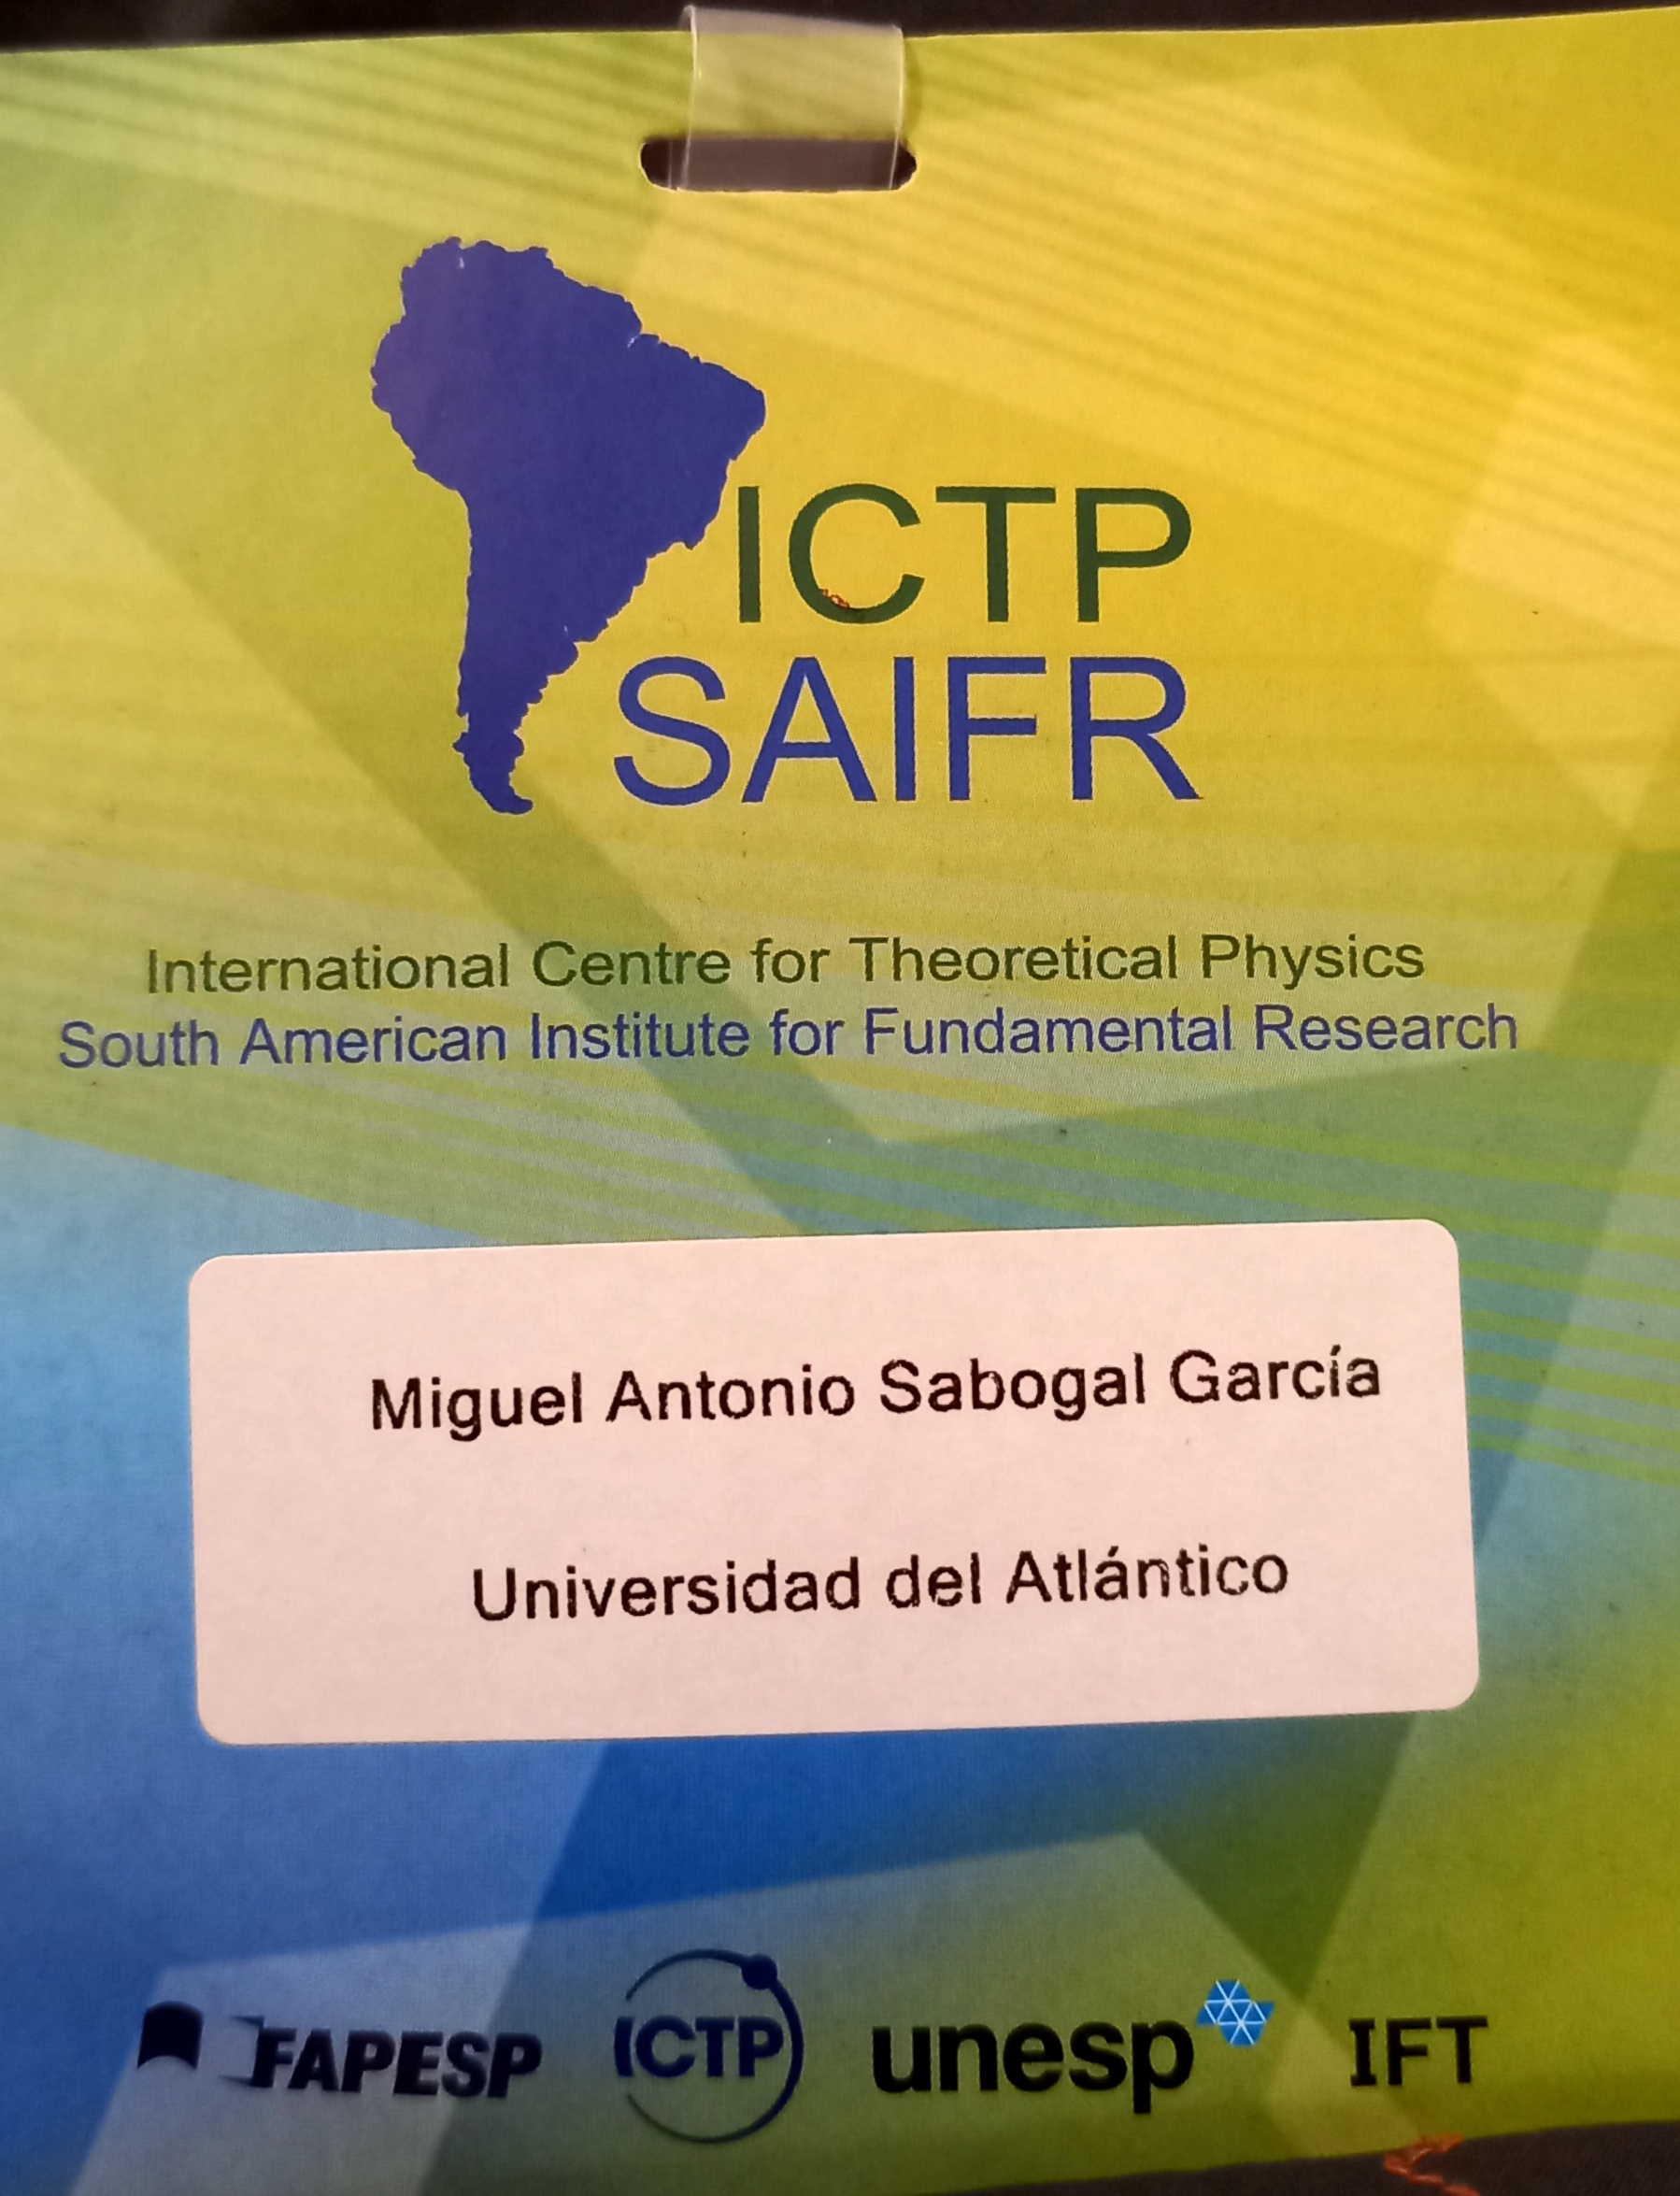 ICTP
SAIFR
International Centre for Theoretical Physics
South American Institute for Fundamental Research
Miguel Antonio Sabogal García
Universidad del Atlántico
FAPESP ICTP unesp IFT